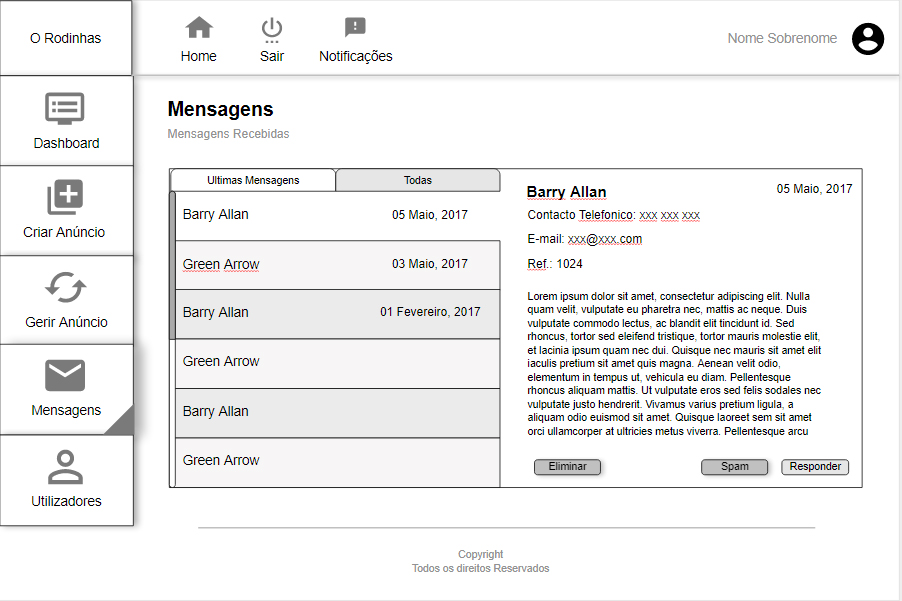 O Rodinhas
Home
Sair
Notificações
Nome Sobrenome
Dashboard
Criar Anúncio
Gerir Anúncio
Mensagens
Utilizadores
Mensagens
Mensagens Recebidas
Ultimas Mensagens
Todas
Barry Allan 05 Maio, 2017
Green Arrow 03 Maio, 2017
Barry Allan 01 Fevereiro, 2017
Green Arrow
Barry Allan
Green Arrow
Barry Allan 05 Maio, 2017
Contacto Telefonico: xxx xxx xxx
E-mail: xxx@xxx.com
Ref.: 1024
Lorem ipsum dolor sit amet, consectetur adipiscing elit. Nulla
quam velit, vulputate eu pharetra nec, mattis ac neque. Duis
vulputate commodo lectus, ac blandit elit tincidunt id. Sed
rhoncus, tortor sed eleifend tristique, tortor mauris molestie elit,
et lacinia ipsum quam nec dui. Quisque nec mauris sit amet elit
iaculis pretium sit amet quis magna. Aenean velit odio,
elementum in tempus ut, vehicula eu diam. Pellentesque
rhoncus aliquam mattis. Ut vulputate eros sed felis sodales nec
vulputate justo hendrerit. Vivamus varius pretium ligula, a
aliquam odio euismod sit amet. Quisque laoreet sem sit amet
orci ullamcorper at ultricies metus viverra. Pellentesque arcu
Eliminar
Spam
Responder
Copyright
Todos os direitos Reservados